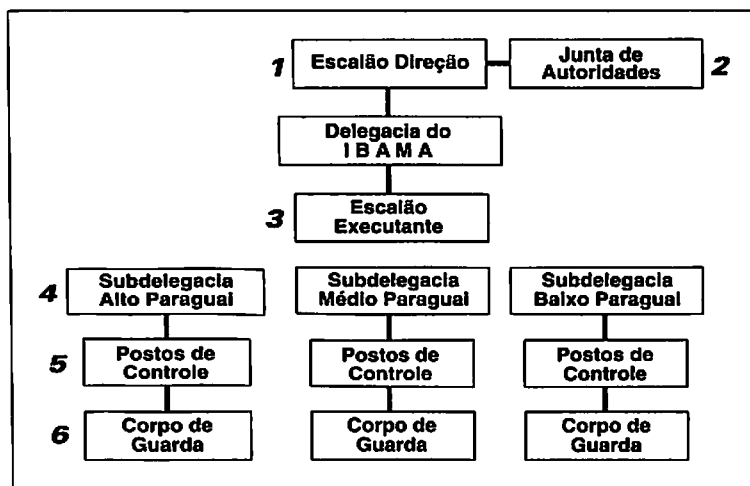 1
Escalão Direção
Junta de
Autoridades
2
Delegacia do
I B A M A
3
Escalão
Executante
4
Subdelegacia
Alto Paraguai
Subdelegacia
Médio Paraguai
Subdelegacia
Baixo Paraguai
5
Postos de
Controle
Postos de
Controle
Postos de
Controle
6
Corpo de
Guarda
Corpo de
Guarda
Corpo de
Guarda